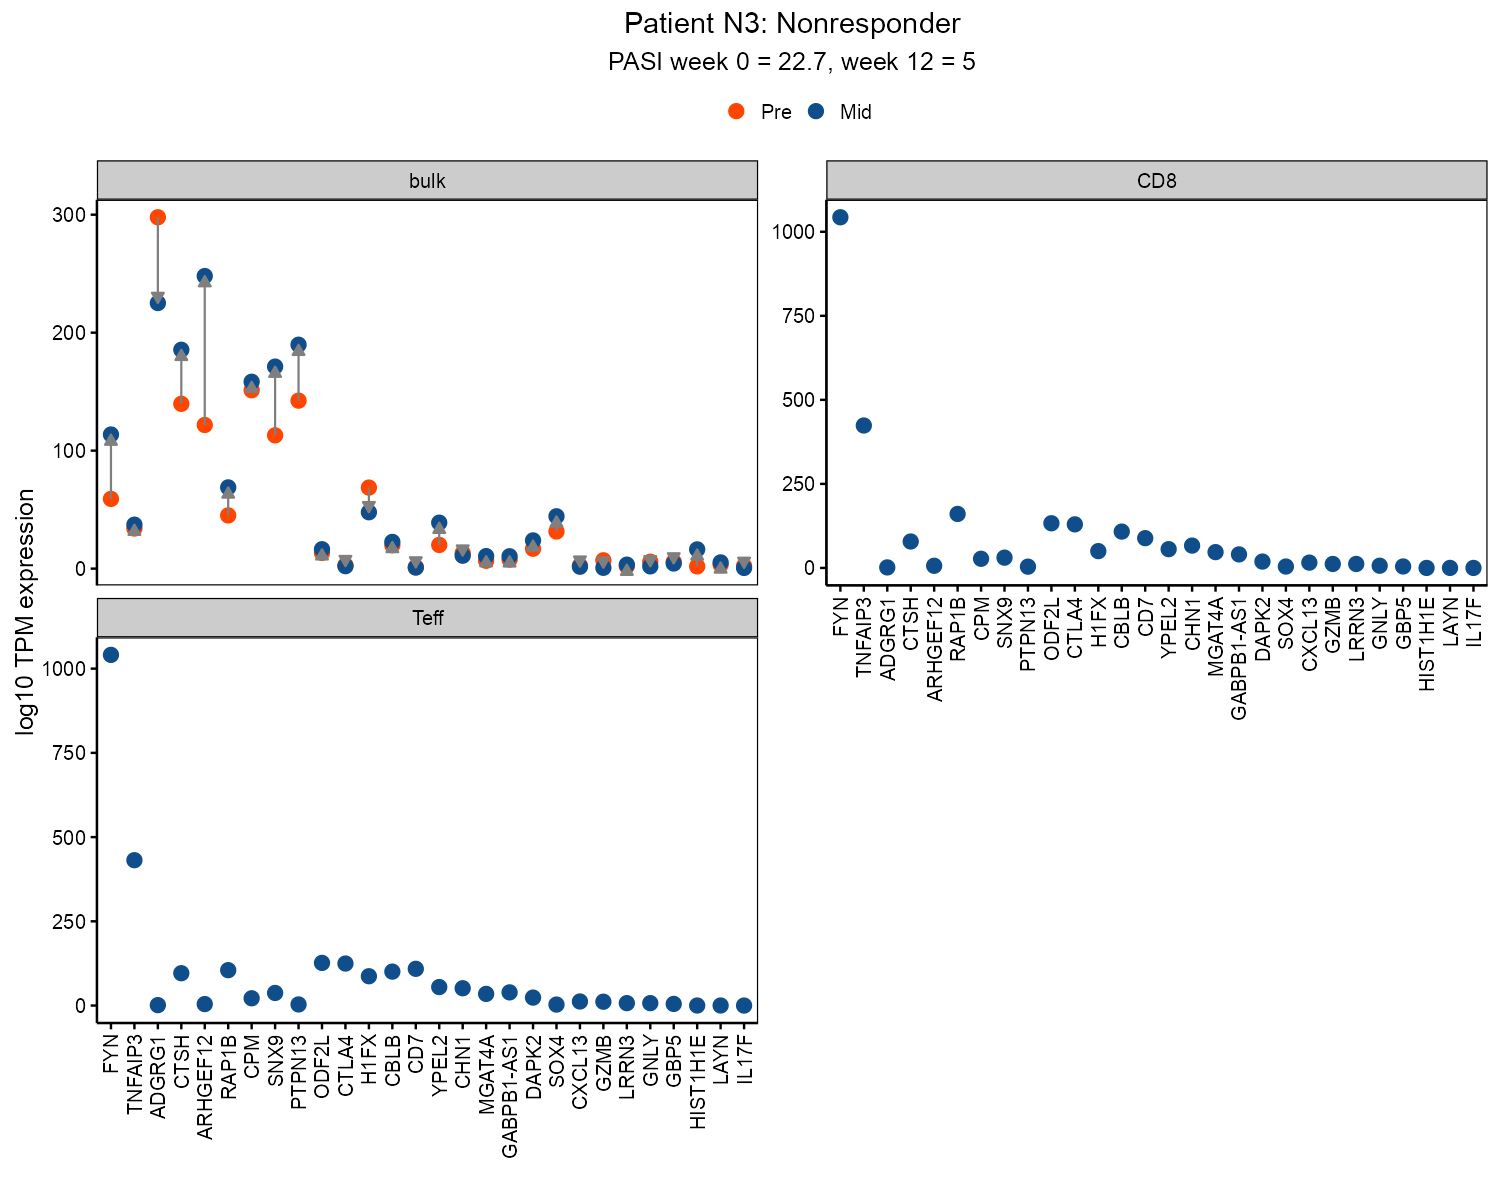 Patient N3: Nonresponder
PASI week 0 = 22.7, week 12 = 5
Pre Mid
bulk
300
200
100
0
CD8
1000
750
500
250
0
FYN
TNFAIP3
ADGRG1
CTSH
ARHGEF12
RAP1B
CPM
SNX9
PTPN13
ODF2L
CTLA4
H1FX
CBLB
CD7
YPEL2
CHN1
MGAT4A
GABPB1-AS1
DAPK2
SOX4
CXCL13
GZMB
LRRN3
GNLY
GBP5
HIST1H1E
LAYN
IL17F
log10 TPM expression
Teff
1000
750
500
250
0
FYN
TNFAIP3
ADGRG1
CTSH
ARHGEF12
RAP1B
CPM
SNX9
PTPN13
ODF2L
CTLA4
H1FX
CBLB
CD7
YPEL2
CHN1
MGAT4A
GABPB1-AS1
DAPK2
SOX4
CXCL13
GZMB
LRRN3
GNLY
GBP5
HIST1H1E
LAYN
IL17F